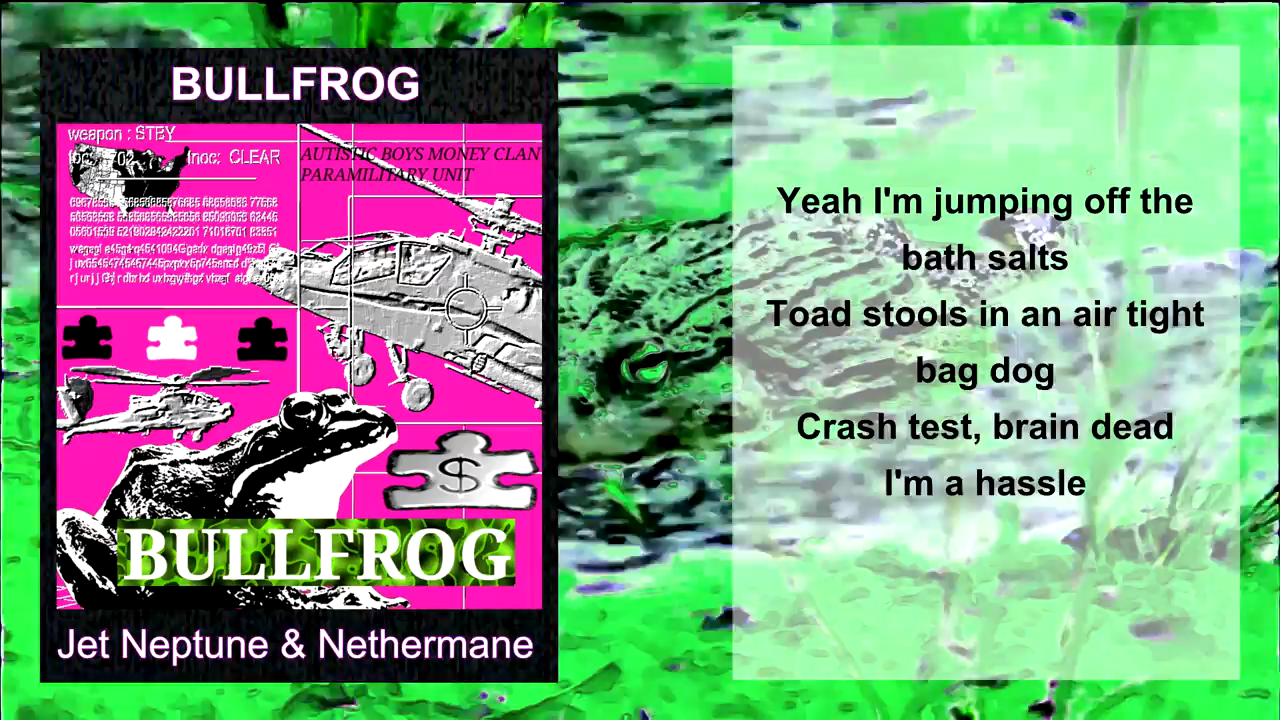 BULLFROG
weapon : STBY
Inoc: CLEAR
AUTISTIC BOYS MONEY CLAN
PARAMILITARY UNIT
$
BULLFROG
Jet Neptune & Nethermane
Yeah I'm jumping off the
bath salts
Toad stools in an air tight
bag dog
Crash test, brain dead
I'm a hassle